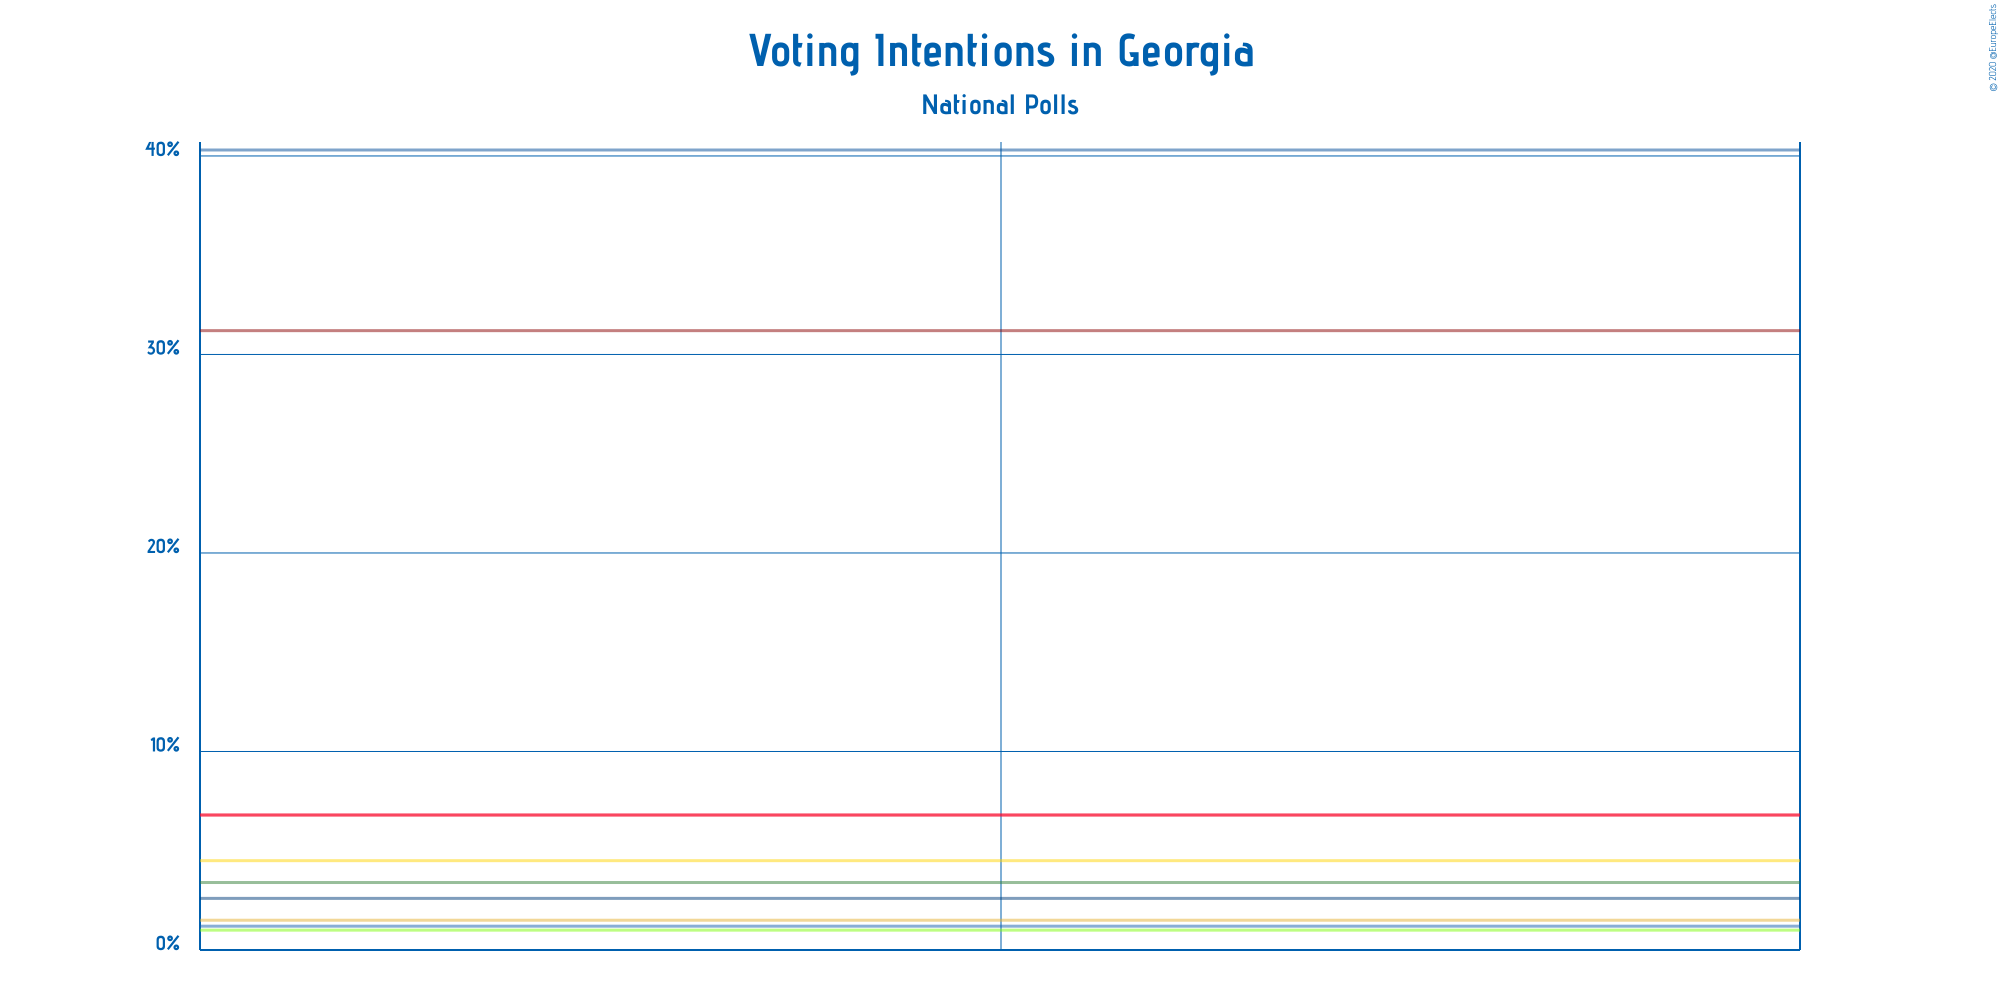 Voting Intentions in Georgia
National Polls
40%
30%
20%
10%
0%
© 2020 @EuropeElects